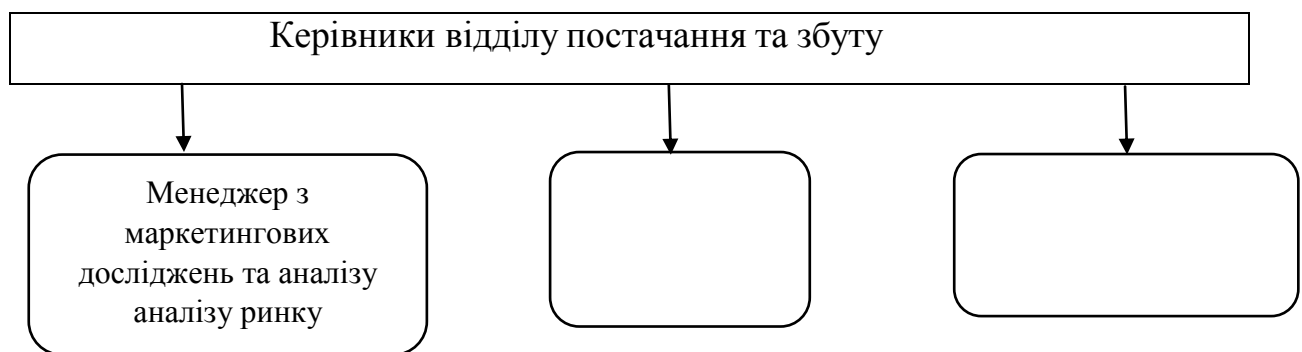 Керівники відділу постачання та збуту
Менеджер з
маркетингових
досліджень та аналізу
аналізу ринку